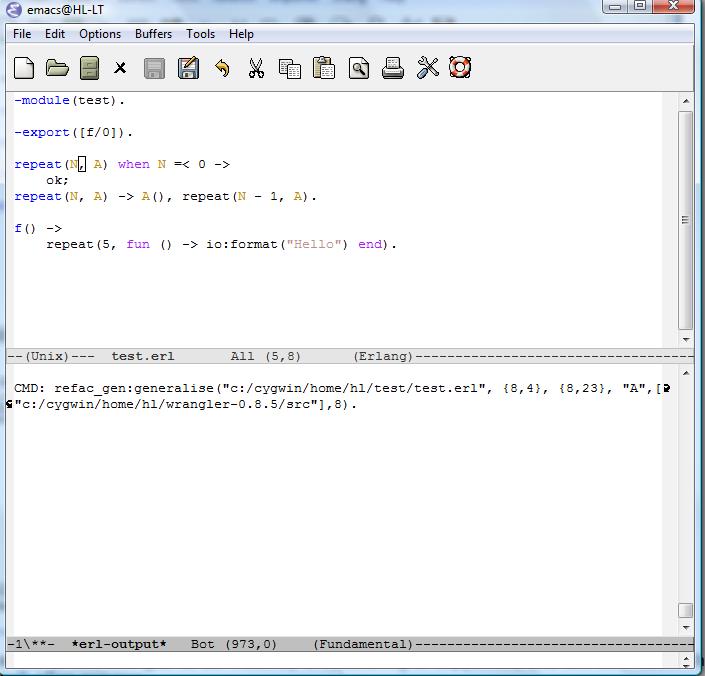 emacs@HL-LT
File Edit Options Buffers Tools Help
-module(test).
-export([f/0]).
repeat(N, A) when N =< 0 ->
    ok;
repeat(N, A) -> A(), repeat(N - 1, A).
f() ->
    repeat(5, fun () -> io:format("Hello") end).
--(Unix)---  test.erl       All (5,8)      (Erlang)-----------------------------------
CMD: refac_gen:generalise("c:/cygwin/home/hl/test/test.erl", {8,4}, {8,23}, "A",[
"c:/cygwin/home/hl/wrangler-0.8.5/src"],8).
-1\**-  *erl-output*   Bot (973,0)    (Fundamental)-----------------------------------